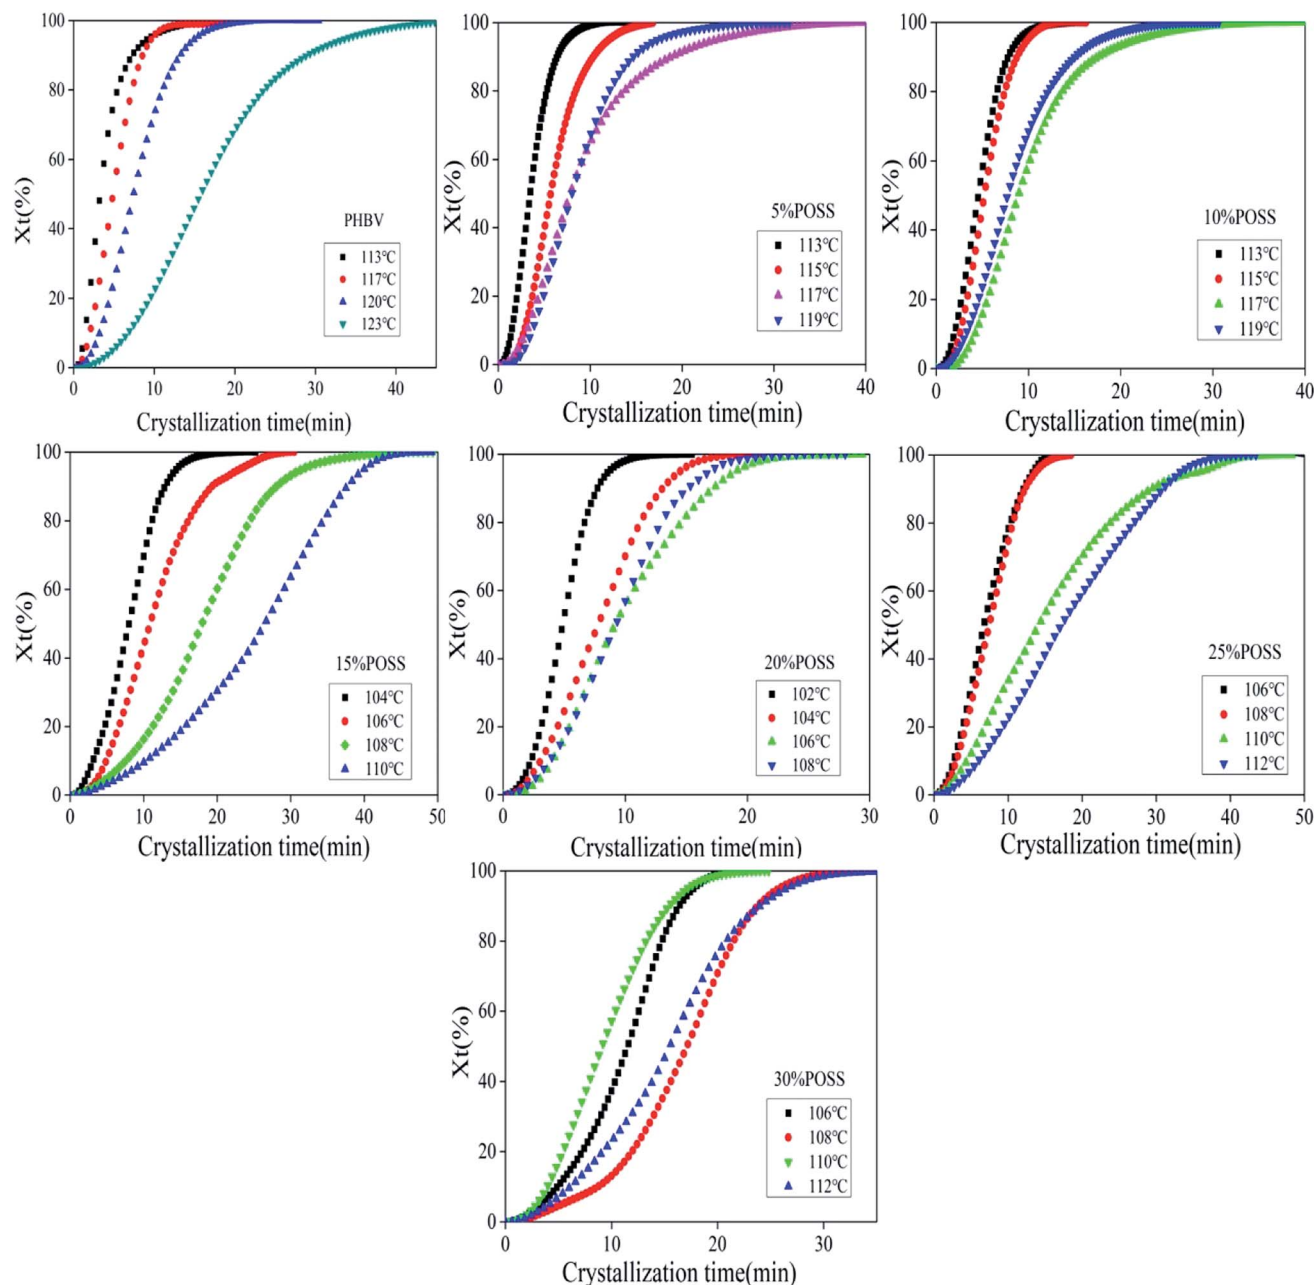 100
80
60
40
20
0
Xt(%)
PHBV
113℃
117℃
120℃
123℃
0 10 20 30 40
Crystallization time(min)
100
80
60
40
20
0
Xt(%)
5%POSS
113℃
115℃
117℃
119℃
0 10 20 30 40
Crystallization time(min)
100
80
60
40
20
0
Xt(%)
10%POSS
113℃
115℃
117℃
119℃
0 10 20 30 40
Crystallization time(min)
100
80
60
40
20
0
Xt(%)
15%POSS
104℃
106℃
108℃
110℃
0 10 20 30 40 50
Crystallization time(min)
100
80
60
40
20
0
Xt(%)
20%POSS
102℃
104℃
106℃
108℃
0 10 20 30
Crystallization time(min)
100
80
60
40
20
0
Xt(%)
25%POSS
106℃
108℃
110℃
112℃
0 10 20 30 40 50
Crystallization time(min)
100
80
60
40
20
0
Xt(%)
30%POSS
106℃
108℃
110℃
112℃
0 10 20 30
Crystallization time(min)